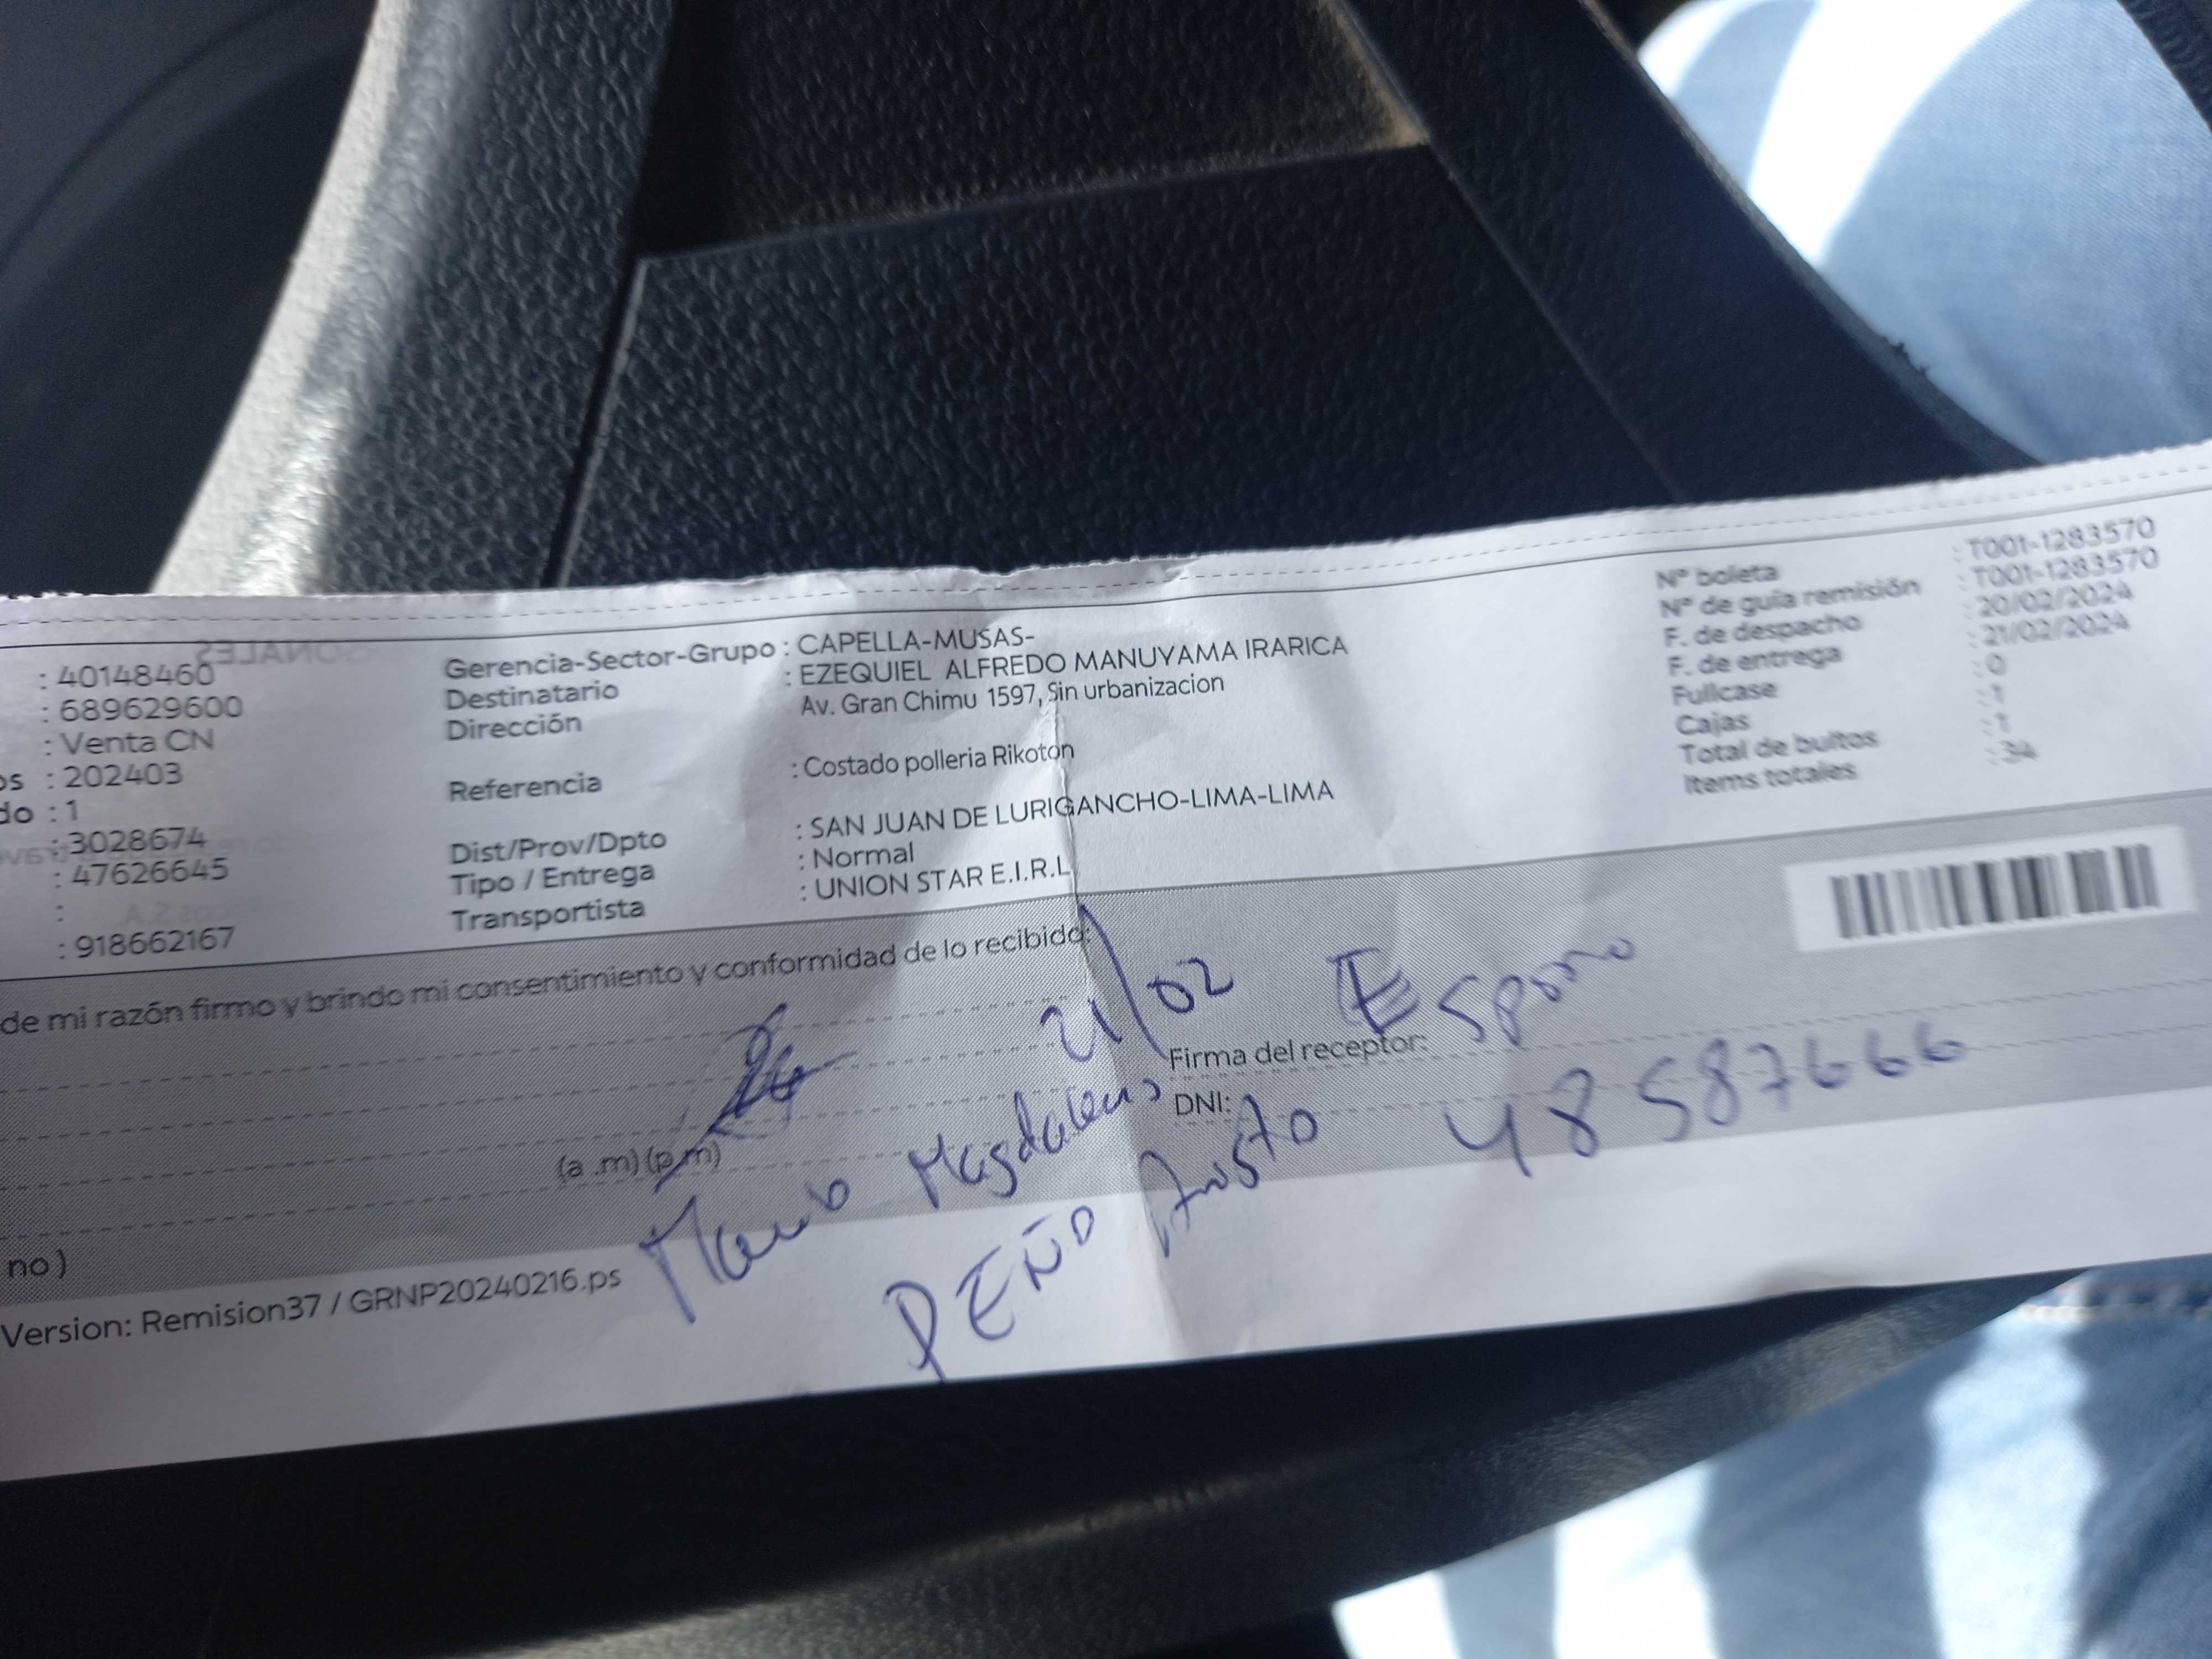 : 40148460
: 689629600
: Venta CN
os : 202403
do : 1
: 3028674
: 47626645
:
: 918662167
Gerencia-Sector-Grupo : CAPELLA-MUSAS-
Destinatario : EZEQUIEL ALFREDO MANUYAMA IRARICA
Dirección Av. Gran Chimu 1597, Sin urbanizacion
Referencia : Costado polleria Rikoton
Dist/Prov/Dpto : SAN JUAN DE LURIGANCHO-LIMA-LIMA
Tipo / Entrega : Normal
Transportista : UNION STAR E.I.R.L
N° boleta : T001-1283570
N° de guía remisión : T001-1283570
F. de despacho : 20/02/2024
F. de entrega : 21/02/2024
Fullcase : 0
Cajas : 1
Total de bultos : 1
Items totales : 34
de mi razón firmo y brindo mi consentimiento y conformidad de lo recibido:
21/02
Firma del receptor:
DNI:
(a .m) (p.m)
Magdaleno
PEÑO 48587666
no )
Version: Remision37 / GRNP20240216.ps